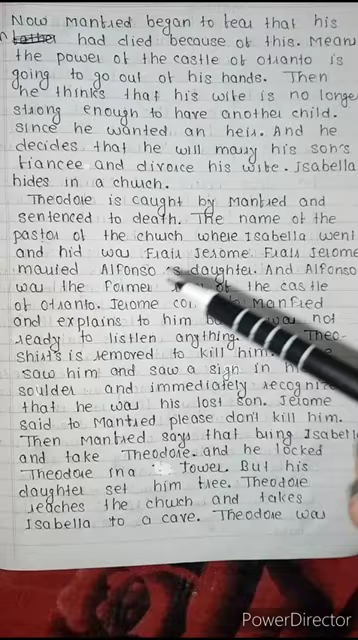 Now Manfried began to fear that his
father had died because of this. Mean
the power of the castle of otranto is
going to go out of his hands. Then
he thinks that his wife is no longer
strong enough to have another child.
since he wanted an heir. And he
decides that he will marry his son's
fiancee and divorce his wife. Isabella
hides in a church.
Theodore is caught by Manfried and
sentenced to death. The name of the
pastor of the church where Isabella went
and hid was Friar Jerome. Friar Jerome
married Alfonso's daughter. And Alfonso
was the former of the castle
of otranto. Jerome Manfried
and explains to him was not
ready to listlen anything. Theo-
shirts is removed to kill him.
saw him and saw a sign in
soulder and immediately recognize
that he was his lost son. Jerome
said to Manfried please don't kill him.
Then Manfried says that bring Isabell
and take Theodore. and he locked
Theodore in a Tower. But his
daughter set him free. Theodore
reaches the church and takes
Isabella to a cave. Theodore was
PowerDirector